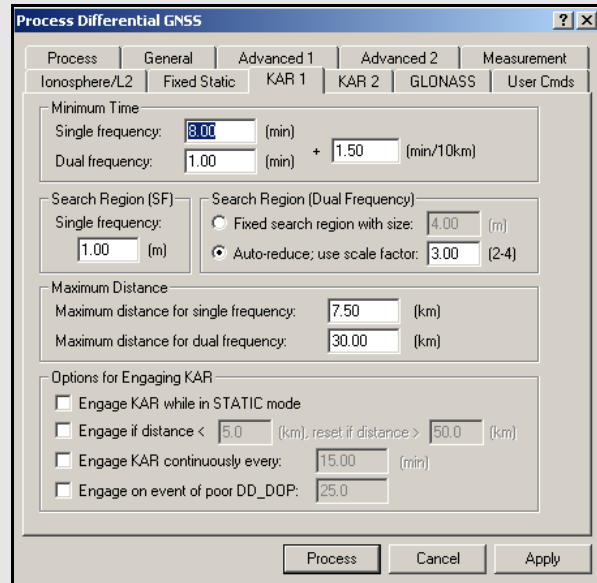 Process Differential GNSS
Process General Advanced 1 Advanced 2 Measurement
Ionosphere/L2 Fixed Static KAR 1 KAR 2 GLONASS User Cmds
Minimum Time
Single frequency: 8.00 (min)
+ 1.50 (min/10km)
Dual frequency: 1.00 (min)
Search Region (SF)
Single frequency:
1.00 (m)
Search Region (Dual Frequency)
Fixed search region with size: 4.00 (m)
Auto-reduce; use scale factor: 3.00 (2-4)
Maximum Distance
Maximum distance for single frequency: 7.50 (km)
Maximum distance for dual frequency: 30.00 (km)
Options for Engaging KAR
Engage KAR while in STATIC mode
Engage if distance < 5.0 (km), reset if distance > 50.0 (km)
Engage KAR continuously every: 15.00 (min)
Engage on event of poor DD_DOP: 25.0
Process Cancel Apply